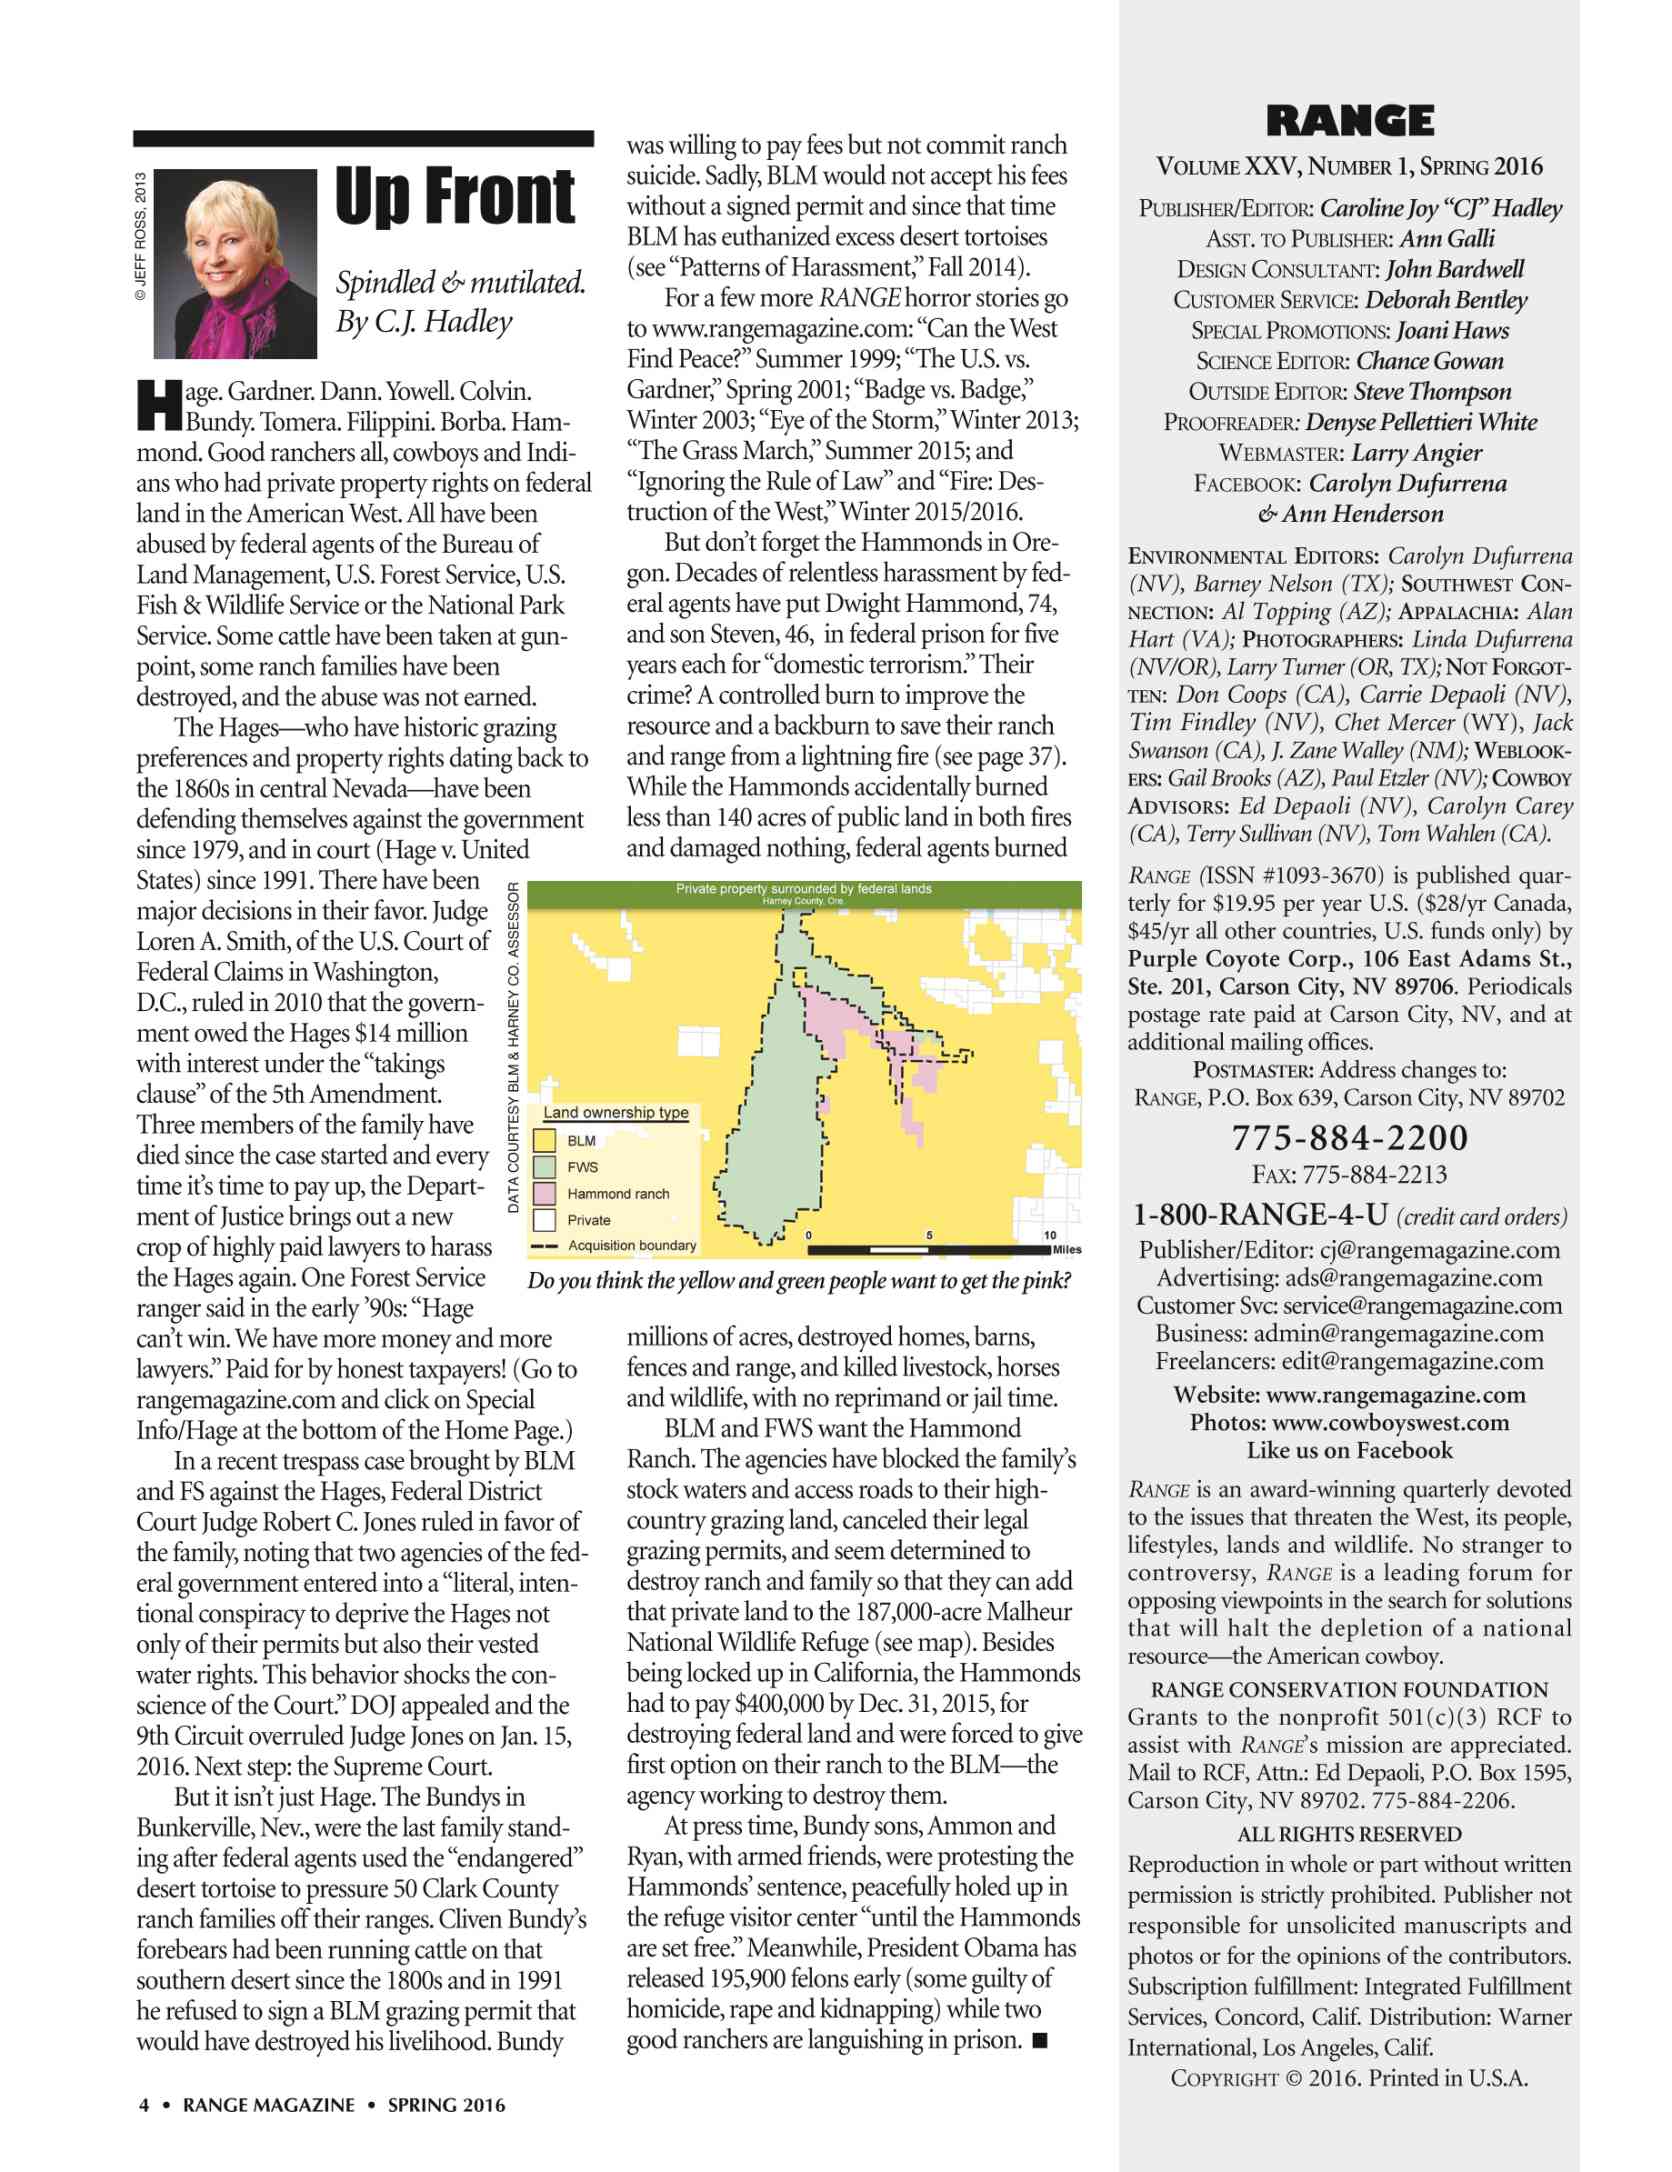 © JEFF ROSS, 2013
Up Front
Spindled & mutilated.
By C.J. Hadley
Hage. Gardner. Dann. Yowell. Colvin.
Bundy. Tomera. Filippini. Borba. Ham-
mond. Good ranchers all, cowboys and Indi-
ans who had private property rights on federal
land in the American West. All have been
abused by federal agents of the Bureau of
Land Management, U.S. Forest Service, U.S.
Fish & Wildlife Service or the National Park
Service. Some cattle have been taken at gun-
point, some ranch families have been
destroyed, and the abuse was not earned.
The Hages—who have historic grazing
preferences and property rights dating back to
the 1860s in central Nevada—have been
defending themselves against the government
since 1979, and in court (Hage v. United
States) since 1991. There have been
major decisions in their favor. Judge
Loren A. Smith, of the U.S. Court of
Federal Claims in Washington,
D.C., ruled in 2010 that the govern-
ment owed the Hages $14 million
with interest under the “takings
clause” of the 5th Amendment.
Three members of the family have
died since the case started and every
time it’s time to pay up, the Depart-
ment of Justice brings out a new
crop of highly paid lawyers to harass
the Hages again. One Forest Service
ranger said in the early ’90s: “Hage
can’t win. We have more money and more
lawyers.” Paid for by honest taxpayers! (Go to
rangemagazine.com and click on Special
Info/Hage at the bottom of the Home Page.)
In a recent trespass case brought by BLM
and FS against the Hages, Federal District
Court Judge Robert C. Jones ruled in favor of
the family, noting that two agencies of the fed-
eral government entered into a “literal, inten-
tional conspiracy to deprive the Hages not
only of their permits but also their vested
water rights. This behavior shocks the con-
science of the Court.” DOJ appealed and the
9th Circuit overruled Judge Jones on Jan. 15,
2016. Next step: the Supreme Court.
But it isn’t just Hage. The Bundys in
Bunkerville, Nev., were the last family stand-
ing after federal agents used the “endangered”
desert tortoise to pressure 50 Clark County
ranch families off their ranges. Cliven Bundy’s
forebears had been running cattle on that
southern desert since the 1800s and in 1991
he refused to sign a BLM grazing permit that
would have destroyed his livelihood. Bundy
was willing to pay fees but not commit ranch
suicide. Sadly, BLM would not accept his fees
without a signed permit and since that time
BLM has euthanized excess desert tortoises
(see “Patterns of Harassment,” Fall 2014).
For a few more RANGE horror stories go
to www.rangemagazine.com: “Can the West
Find Peace?” Summer 1999; “The U.S. vs.
Gardner,” Spring 2001; “Badge vs. Badge,”
Winter 2003; “Eye of the Storm,” Winter 2013;
“The Grass March,” Summer 2015; and
“Ignoring the Rule of Law” and “Fire: Des-
truction of the West,” Winter 2015/2016.
But don’t forget the Hammonds in Ore-
gon. Decades of relentless harassment by fed-
eral agents have put Dwight Hammond, 74,
and son Steven, 46, in federal prison for five
years each for “domestic terrorism.” Their
crime? A controlled burn to improve the
resource and a backburn to save their ranch
and range from a lightning fire (see page 37).
While the Hammonds accidentally burned
less than 140 acres of public land in both fires
and damaged nothing, federal agents burned
DATA COURTESY BLM & HARNEY CO. ASSESSOR
Private property surrounded by federal lands
Harney County, Ore.
Land ownership type
BLM
FWS
Hammond ranch
Private
Acquisition boundary
0 5 10
Miles
Do you think the yellow and green people want to get the pink?
millions of acres, destroyed homes, barns,
fences and range, and killed livestock, horses
and wildlife, with no reprimand or jail time.
BLM and FWS want the Hammond
Ranch. The agencies have blocked the family’s
stock waters and access roads to their high-
country grazing land, canceled their legal
grazing permits, and seem determined to
destroy ranch and family so that they can add
that private land to the 187,000-acre Malheur
National Wildlife Refuge (see map). Besides
being locked up in California, the Hammonds
had to pay $400,000 by Dec. 31, 2015, for
destroying federal land and were forced to give
first option on their ranch to the BLM—the
agency working to destroy them.
At press time, Bundy sons, Ammon and
Ryan, with armed friends, were protesting the
Hammonds’ sentence, peacefully holed up in
the refuge visitor center “until the Hammonds
are set free.” Meanwhile, President Obama has
released 195,900 felons early (some guilty of
homicide, rape and kidnapping) while two
good ranchers are languishing in prison. ■
RANGE
VOLUME XXV, NUMBER 1, SPRING 2016
PUBLISHER/EDITOR: Caroline Joy “CJ” Hadley
ASST. TO PUBLISHER: Ann Galli
DESIGN CONSULTANT: John Bardwell
CUSTOMER SERVICE: Deborah Bentley
SPECIAL PROMOTIONS: Joani Haws
SCIENCE EDITOR: Chance Gowan
OUTSIDE EDITOR: Steve Thompson
PROOFREADER: Denyse Pellettieri White
WEBMASTER: Larry Angier
FACEBOOK: Carolyn Dufurrena
& Ann Henderson
ENVIRONMENTAL EDITORS: Carolyn Dufurrena
(NV), Barney Nelson (TX); SOUTHWEST CON-
NECTION: Al Topping (AZ); APPALACHIA: Alan
Hart (VA); PHOTOGRAPHERS: Linda Dufurrena
(NV/OR), Larry Turner (OR, TX); NOT FORGOT-
TEN: Don Coops (CA), Carrie Depaoli (NV),
Tim Findley (NV), Chet Mercer (WY), Jack
Swanson (CA), J. Zane Walley (NM); WEBLOOK-
ERS: Gail Brooks (AZ), Paul Etzler (NV); COWBOY
ADVISORS: Ed Depaoli (NV), Carolyn Carey
(CA), Terry Sullivan (NV), Tom Wahlen (CA).
RANGE (ISSN #1093-3670) is published quar-
terly for $19.95 per year U.S. ($28/yr Canada,
$45/yr all other countries, U.S. funds only) by
Purple Coyote Corp., 106 East Adams St.,
Ste. 201, Carson City, NV 89706. Periodicals
postage rate paid at Carson City, NV, and at
additional mailing offices.
POSTMASTER: Address changes to:
RANGE, P.O. Box 639, Carson City, NV 89702
775-884-2200
FAX: 775-884-2213
1-800-RANGE-4-U (credit card orders)
Publisher/Editor: cj@rangemagazine.com
Advertising: ads@rangemagazine.com
Customer Svc: service@rangemagazine.com
Business: admin@rangemagazine.com
Freelancers: edit@rangemagazine.com
Website: www.rangemagazine.com
Photos: www.cowboyswest.com
Like us on Facebook
RANGE is an award-winning quarterly devoted
to the issues that threaten the West, its people,
lifestyles, lands and wildlife. No stranger to
controversy, RANGE is a leading forum for
opposing viewpoints in the search for solutions
that will halt the depletion of a national
resource—the American cowboy.
RANGE CONSERVATION FOUNDATION
Grants to the nonprofit 501(c)(3) RCF to
assist with RANGE’s mission are appreciated.
Mail to RCF, Attn.: Ed Depaoli, P.O. Box 1595,
Carson City, NV 89702. 775-884-2206.
ALL RIGHTS RESERVED
Reproduction in whole or part without written
permission is strictly prohibited. Publisher not
responsible for unsolicited manuscripts and
photos or for the opinions of the contributors.
Subscription fulfillment: Integrated Fulfillment
Services, Concord, Calif. Distribution: Warner
International, Los Angeles, Calif.
COPYRIGHT © 2016. Printed in U.S.A.
4 • RANGE MAGAZINE • SPRING 2016